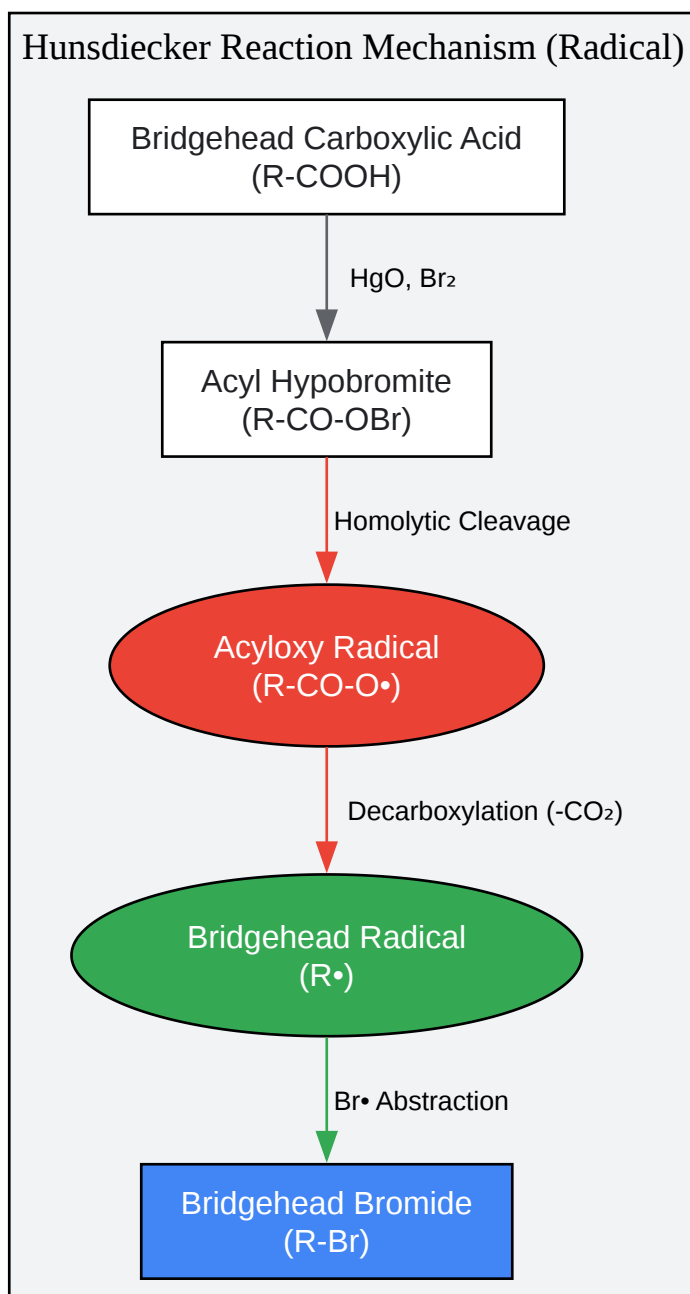 Hunsdiecker Reaction Mechanism (Radical)
Bridgehead Carboxylic Acid
(R-COOH)
HgO, Br₂
Acyl Hypobromite
(R-CO-OBr)
Homolytic Cleavage
Acyloxy Radical
(R-CO-O•)
Decarboxylation (-CO₂)
Bridgehead Radical
(R•)
Br• Abstraction
Bridgehead Bromide
(R-Br)